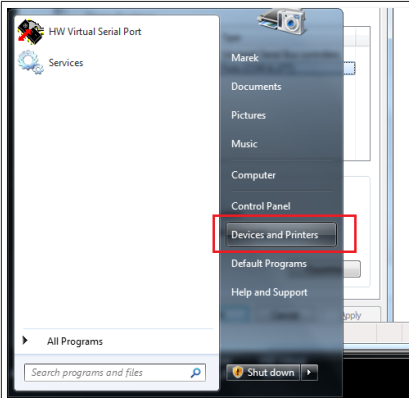 HW Virtual Serial Port
Services
All Programs
Search programs and files
Marek
Documents
Pictures
Music
Computer
Control Panel
Devices and Printers
Default Programs
Help and Support
Shut down
Apply